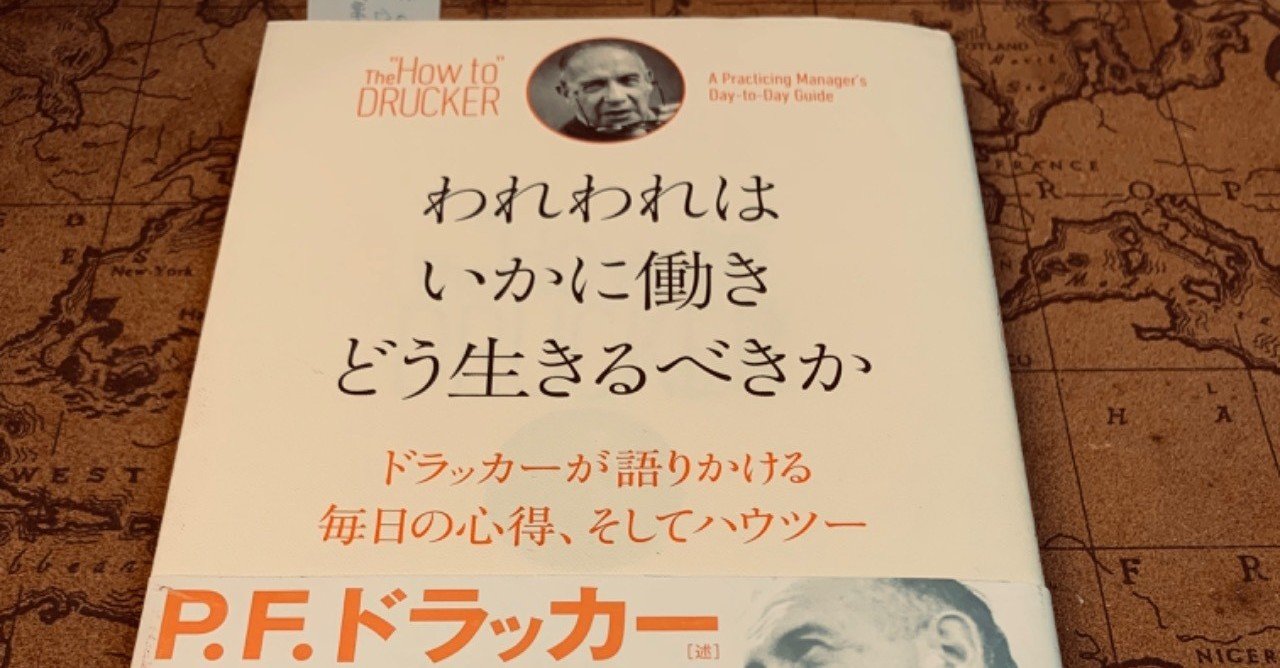 The "How to"
DRUCKER
A Practicing Manager's
Day-to-Day Guide
われわれは
いかに働き
どう生きるべきか
ドラッカーが語りかける
毎日の心得、そしてハウツー
P.F.ドラッカー
[述]
New-York
WEST
FRANCE
H
A
F
R
NIGER